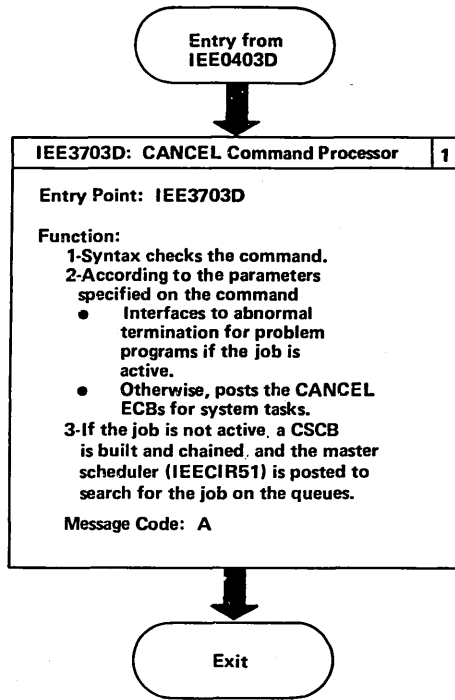 Entry from
IEE0403D
IEE3703D: CANCEL Command Processor 1
Entry Point: IEE3703D
Function:
1-Syntax checks the command.
2-According to the parameters
specified on the command
● Interfaces to abnormal
termination for problem
programs if the job is
active.
● Otherwise, posts the CANCEL
ECBs for system tasks.
3-If the job is not active, a CSCB
is built and chained, and the master
scheduler (IEECIR51) is posted to
search for the job on the queues.
Message Code: A
Exit